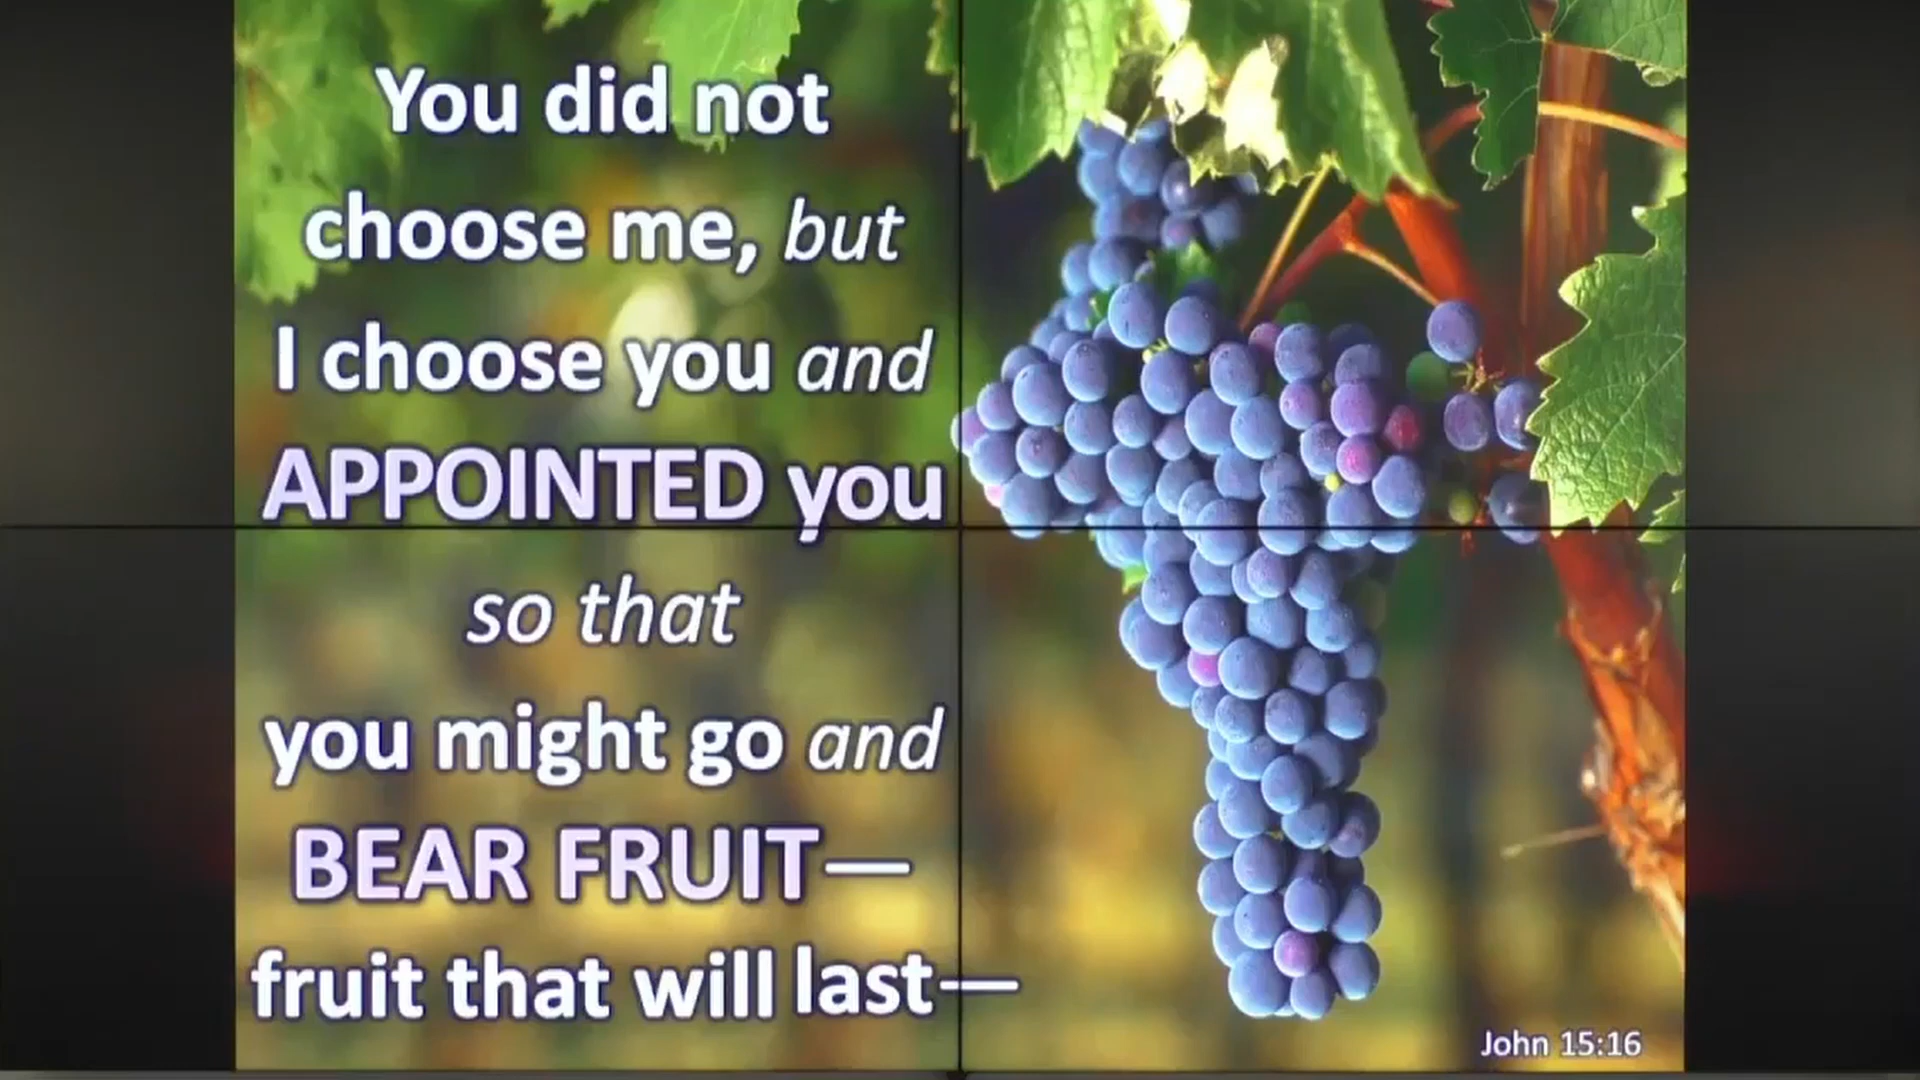 You did not
choose me, but
I choose you and
APPOINTED you
so that
you might go and
BEAR FRUIT—
fruit that will last—
John 15:16